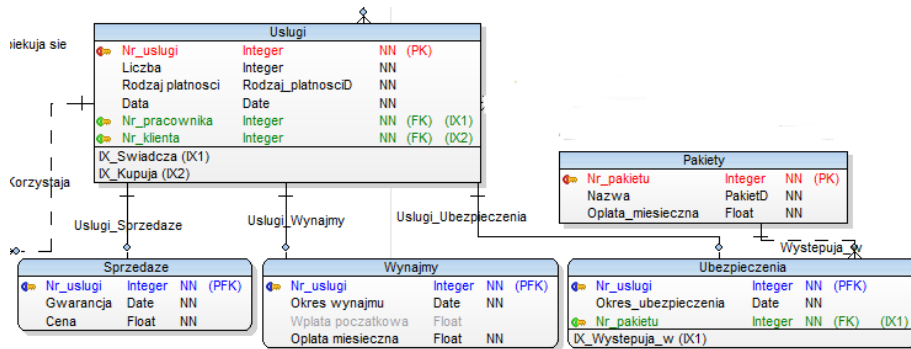 Uslugi
piekuja sie
Nr_uslugi Integer NN (PK)
Liczba Integer NN
Rodzaj platnosci Rodzaj_platnosciD NN
Data Date NN
Nr_pracownika Integer NN (FK) (IX1)
Nr_klienta Integer NN (FK) (IX2)
IX_Swiadcza (IX1)
IX_Kupuja (IX2)
Korzystaja
Pakiety
Nr_pakietu Integer NN (PK)
Nazwa PakietD NN
Oplata_miesieczna Float NN
Uslugi_Sprzedaze
Uslugi_Wynajmy
Uslugi_Ubezpieczenia
Wystepuja_w
Sprzedaze
Nr_uslugi Integer NN (PFK)
Gwarancja Date NN
Cena Float NN
Wynajmy
Nr_uslugi Integer NN (PFK)
Okres wynajmu Date NN
Wplata poczatkowa Float
Oplata miesieczna Float NN
Ubezpieczenia
Nr_uslugi Integer NN (PFK)
Okres_ubezpieczenia Date NN
Nr_pakietu Integer NN (FK) (IX1)
IX_Wystepuja_w (IX1)